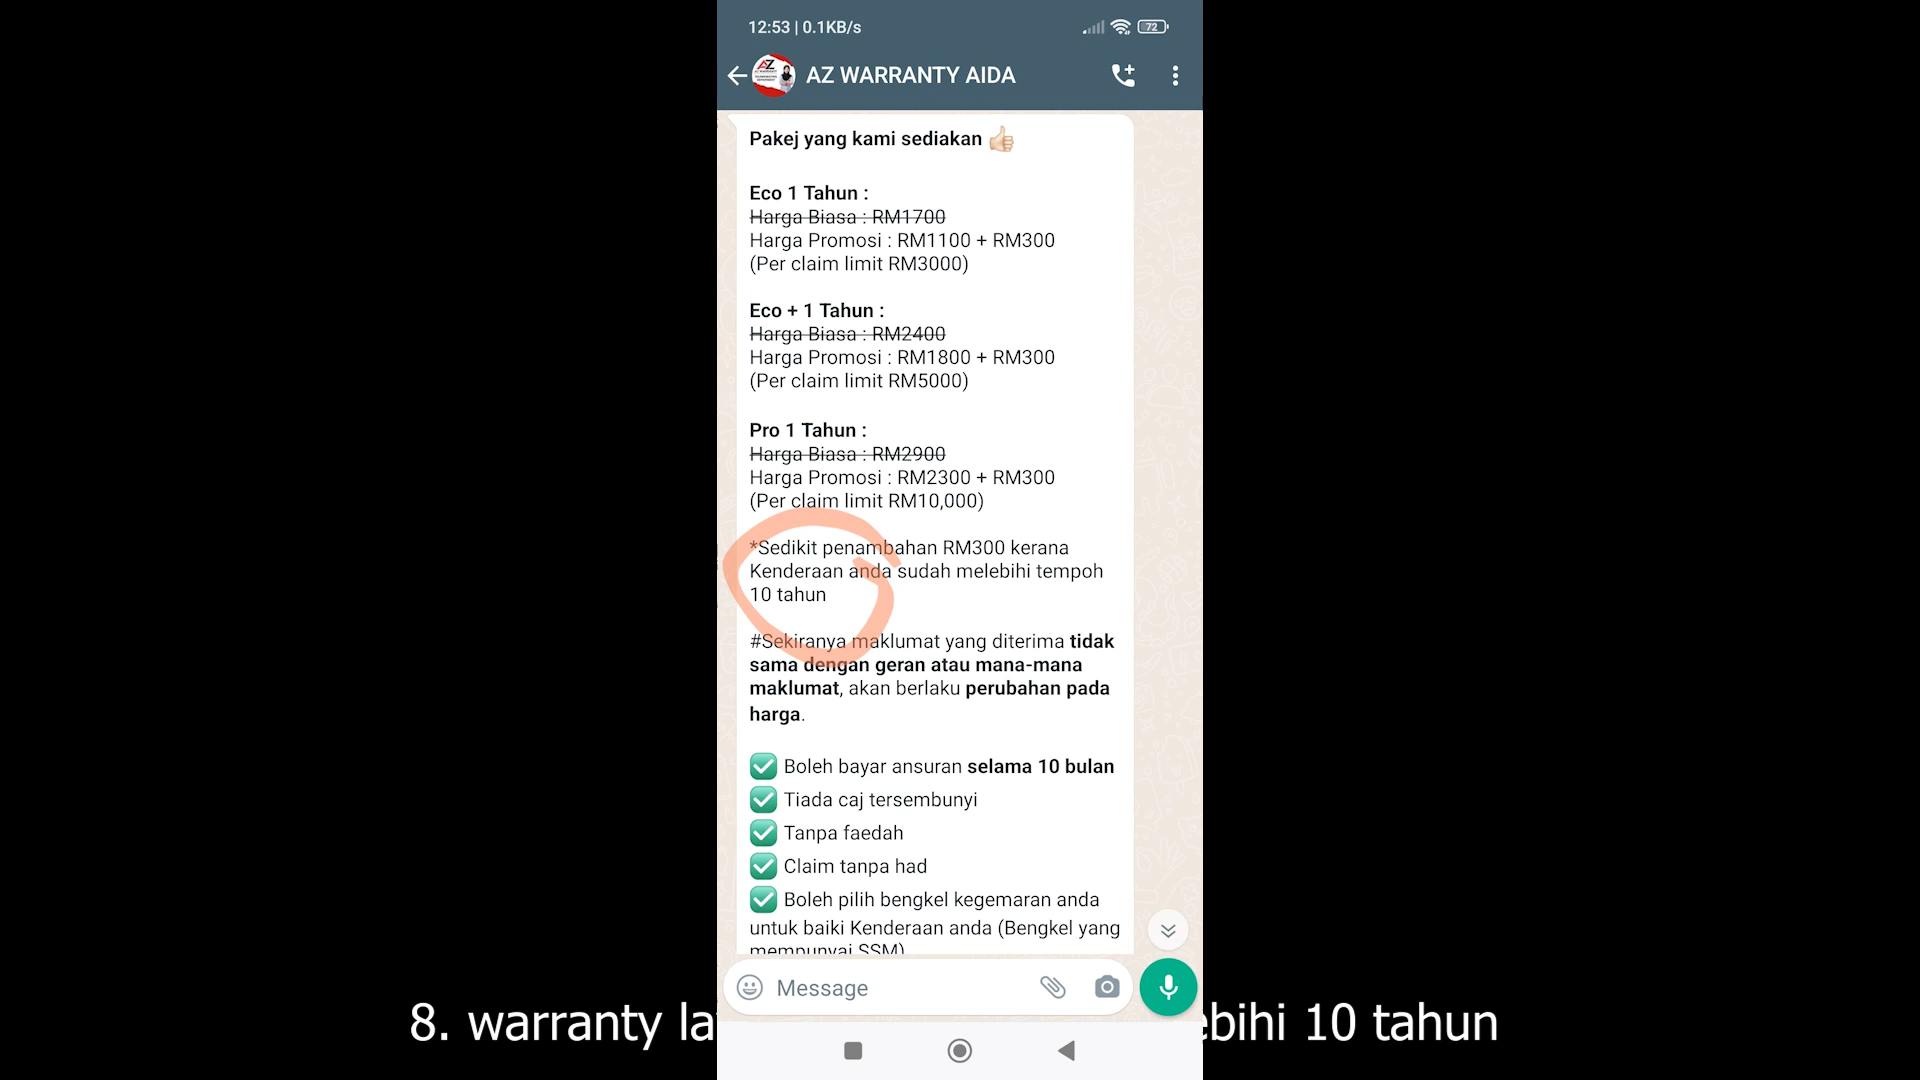 12:53 | 0.1KB/s
72
AZ WARRANTY AIDA
Pakej yang kami sediakan
Eco 1 Tahun :
Harga Biasa : RM1700
Harga Promosi : RM1100 + RM300
(Per claim limit RM3000)
Eco + 1 Tahun :
Harga Biasa : RM2400
Harga Promosi : RM1800 + RM300
(Per claim limit RM5000)
Pro 1 Tahun :
Harga Biasa : RM2900
Harga Promosi : RM2300 + RM300
(Per claim limit RM10,000)
*Sedikit penambahan RM300 kerana
Kenderaan anda sudah melebihi tempoh
10 tahun
#Sekiranya maklumat yang diterima tidak
sama dengan geran atau mana-mana
maklumat, akan berlaku perubahan pada
harga.
Boleh bayar ansuran selama 10 bulan
Tiada caj tersembunyi
Tanpa faedah
Claim tanpa had
Boleh pilih bengkel kegemaran anda
untuk baiki Kenderaan anda (Bengkel yang
mempunyai SSM)
Message
8. warranty 10 tahun